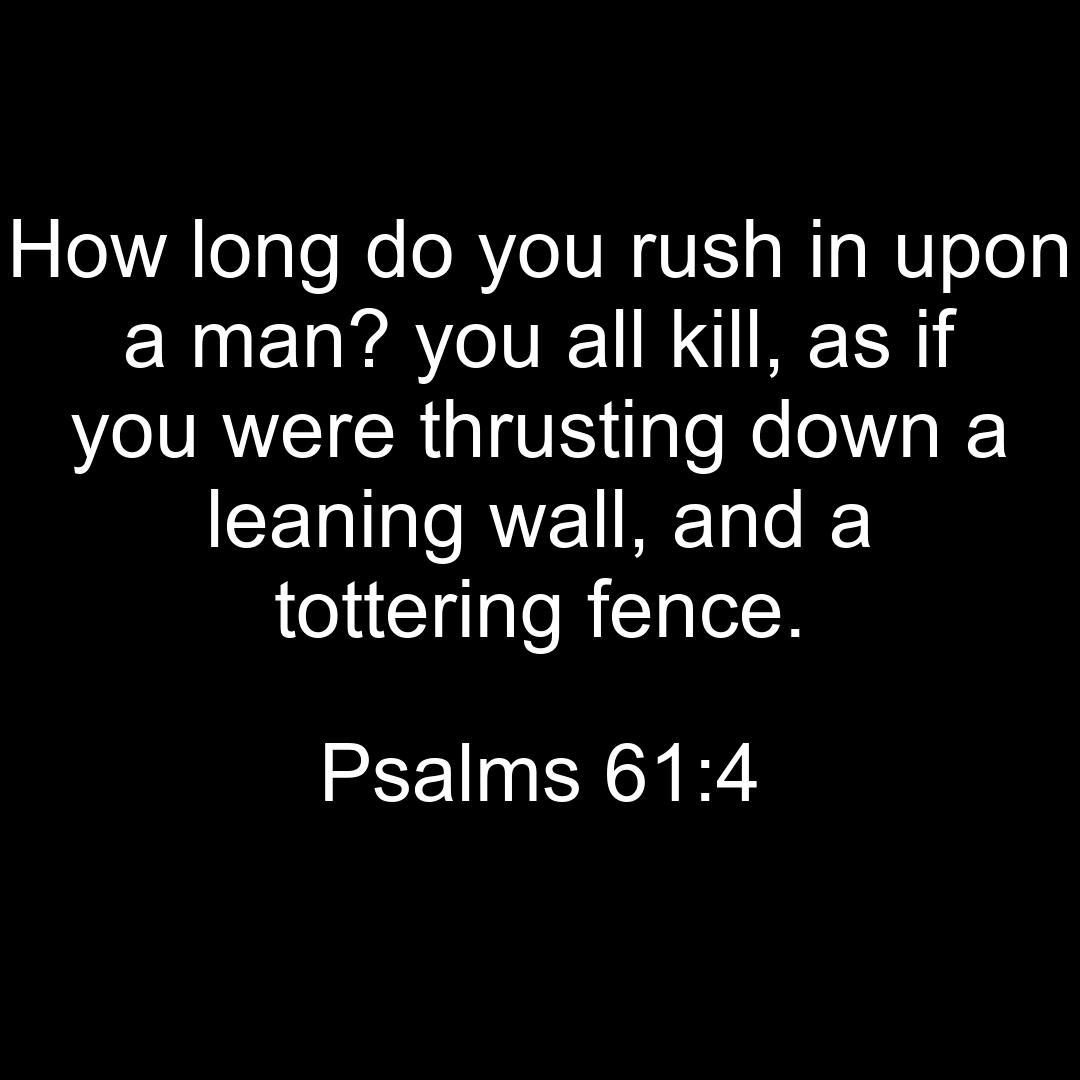 How long do you rush in upon
a man? you all kill, as if
you were thrusting down a
leaning wall, and a
tottering fence.
Psalms 61:4